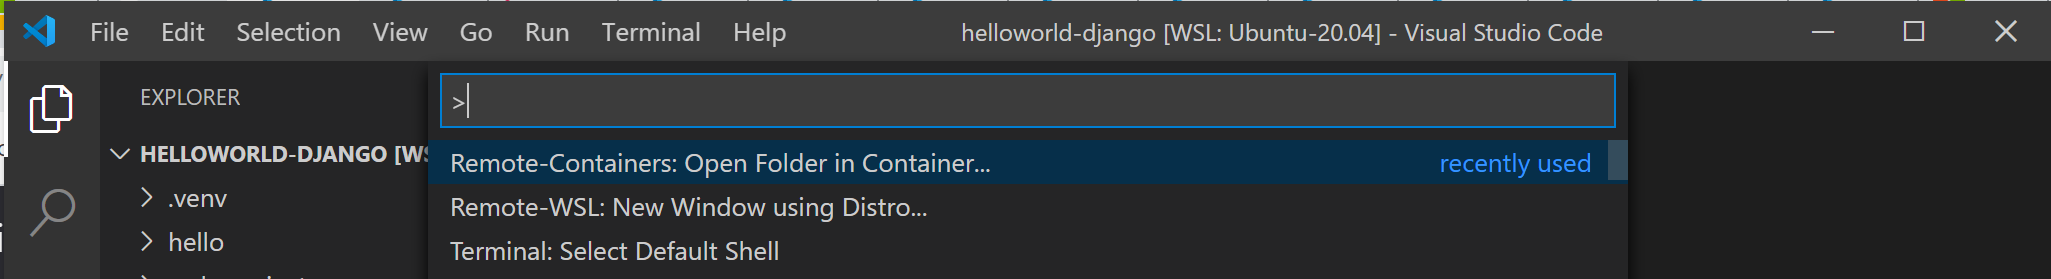 File Edit Selection View Go Run Terminal Help helloworld-django [WSL: Ubuntu-20.04] - Visual Studio Code
EXPLORER
>
HELLOWORLD-DJANGO [WS
Remote-Containers: Open Folder in Container... recently used
.venv
Remote-WSL: New Window using Distro...
hello
Terminal: Select Default Shell